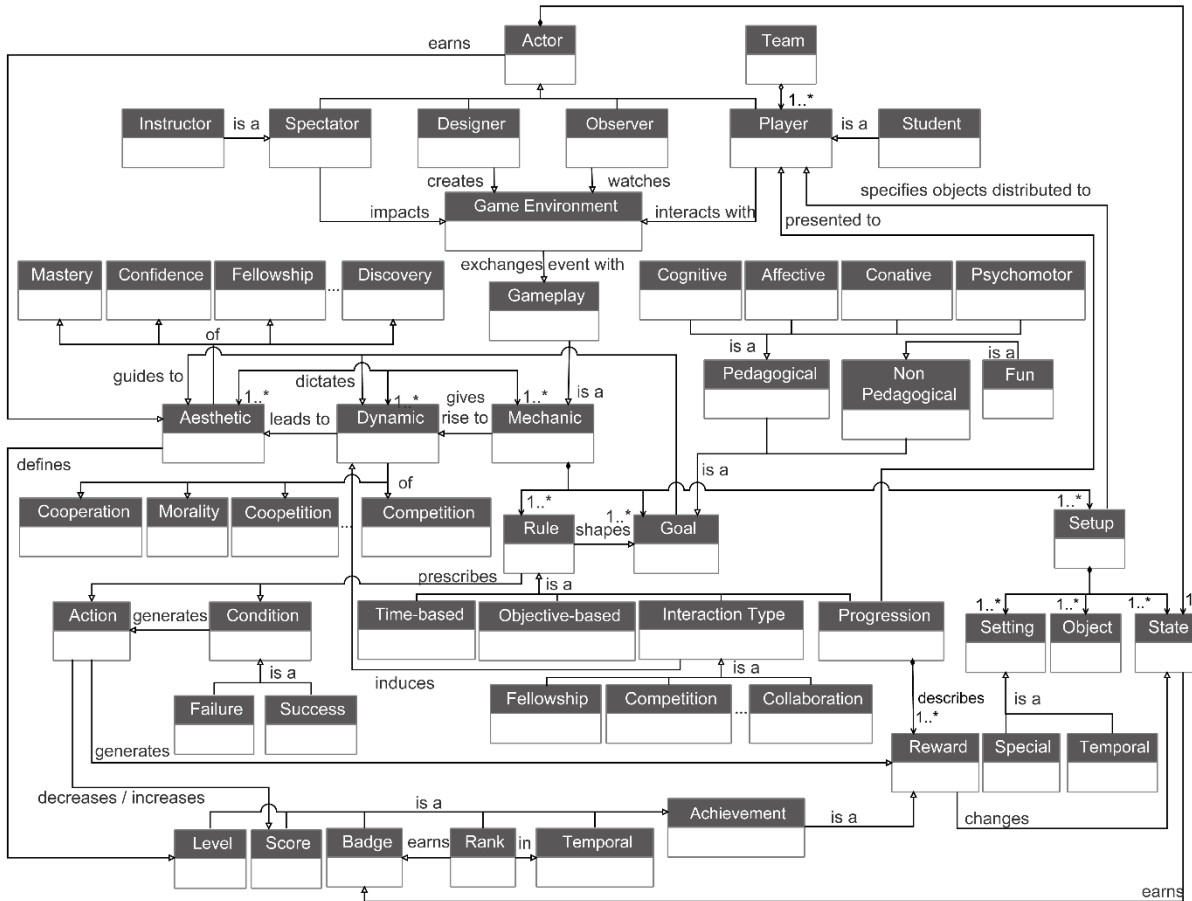 Actor
Team
earns
1..*
Instructor
is a
Spectator
Designer
Observer
Player
is a
Student
creates
watches
specifies objects distributed to
impacts
Game Environment
interacts with
presented to
exchanges event with
Mastery
Confidence
Fellowship
...
Discovery
Gameplay
Cognitive
Affective
Conative
Psychomotor
of
is a
is a
guides to
dictates
Pedagogical
Non
Pedagogical
Fun
1..*
1..*
gives
rise to
1..*
is a
Aesthetic
leads to
Dynamic
Mechanic
defines
of
is a
Cooperation
Morality
Coopetition
...
Competition
1..*
1..*
1..*
Rule
shapes
Goal
Setup
prescribes
is a
Action
generates
Condition
Time-based
Objective-based
Interaction Type
Progression
1..*
1..*
1..*
1
Setting
Object
State
is a
induces
is a
Failure
Success
Fellowship
Competition
...
Collaboration
describes
1..*
is a
generates
Reward
Special
Temporal
decreases / increases
is a
Achievement
is a
changes
Level
Score
Badge
earns
Rank
in
Temporal
earns